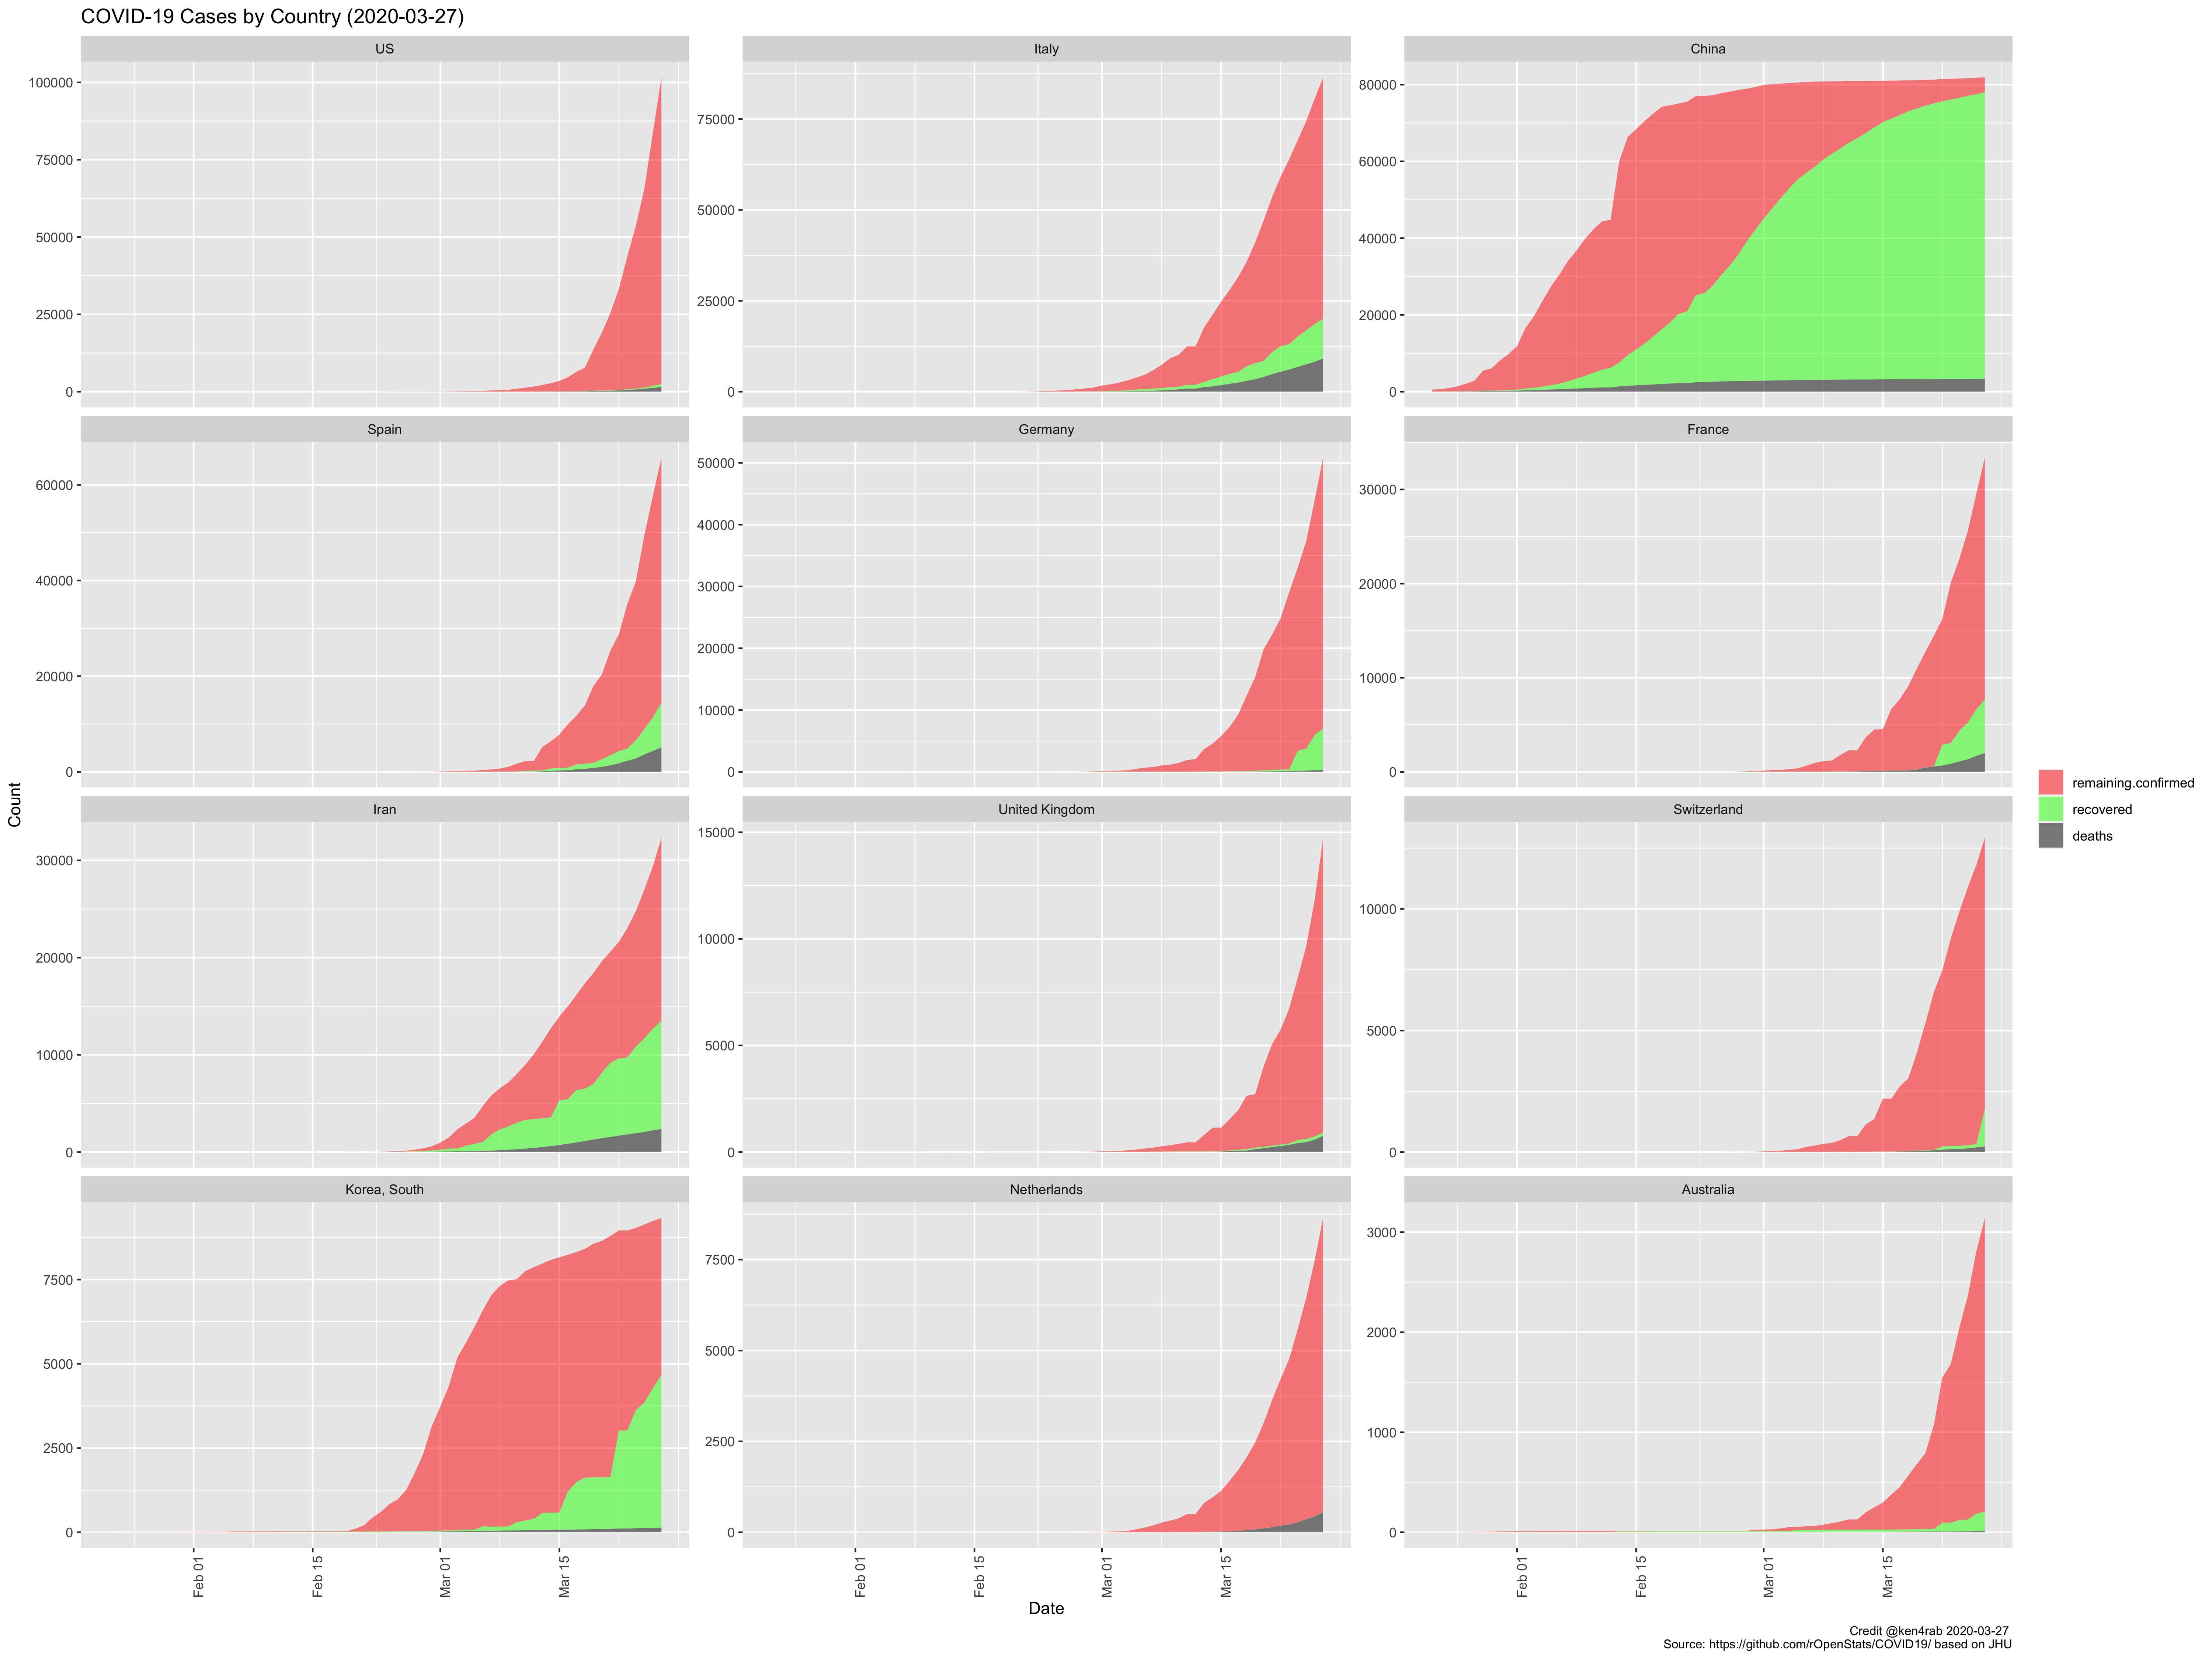 COVID-19 Cases by Country (2020-03-27)
US
Italy
China
100000
75000
50000
25000
0
75000
50000
25000
0
80000
60000
40000
20000
0
Spain
Germany
France
60000
40000
20000
0
50000
40000
30000
20000
10000
0
30000
20000
10000
0
Count
remaining.confirmed
recovered
deaths
Iran
United Kingdom
Switzerland
30000
20000
10000
0
15000
10000
5000
0
10000
5000
0
Korea, South
Netherlands
Australia
7500
5000
2500
0
7500
5000
2500
0
3000
2000
1000
0
Feb 01
Feb 15
Mar 01
Mar 15
Feb 01
Feb 15
Mar 01
Mar 15
Feb 01
Feb 15
Mar 01
Mar 15
Date
Credit @ken4rab 2020-03-27
Source: https://github.com/rOpenStats/COVID19/ based on JHU